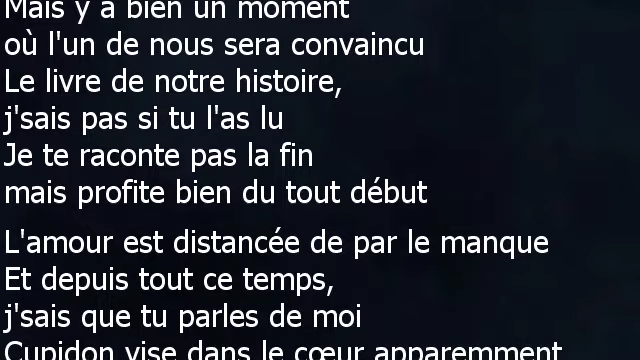 Mais y a bien un moment
où l'un de nous sera convaincu
Le livre de notre histoire,
j'sais pas si tu l'as lu
Je te raconte pas la fin
mais profite bien du tout début
L'amour est distancée de par le manque
Et depuis tout ce temps,
j'sais que tu parles de moi
Cupidon vise dans le cœur apparemment